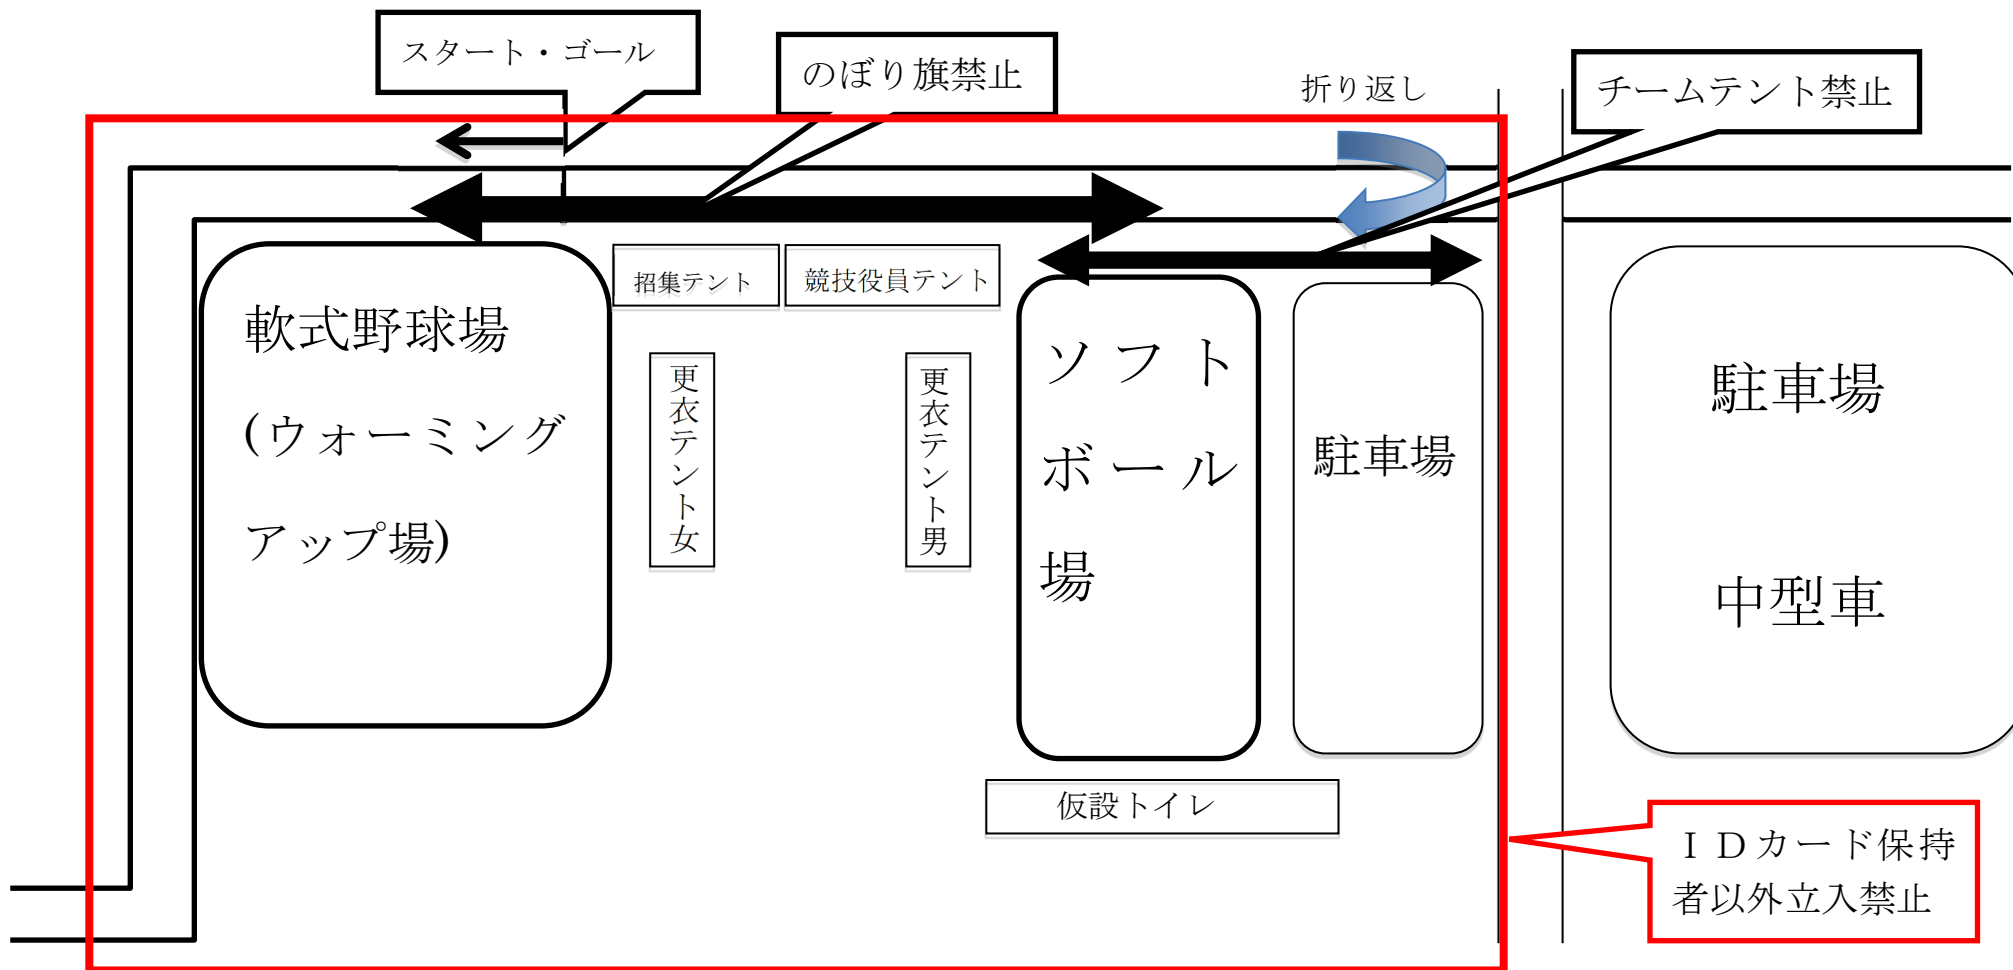 スタート・ゴール
のぼり旗禁止
折り返し
チームテント禁止
招集テント
競技役員テント
軟式野球場
(ウォーミング
アップ場)
更衣テント女
更衣テント男
ソフト
ボール
場
駐車場
駐車場
中型車
仮設トイレ
ＩＤカード保持
者以外立入禁止